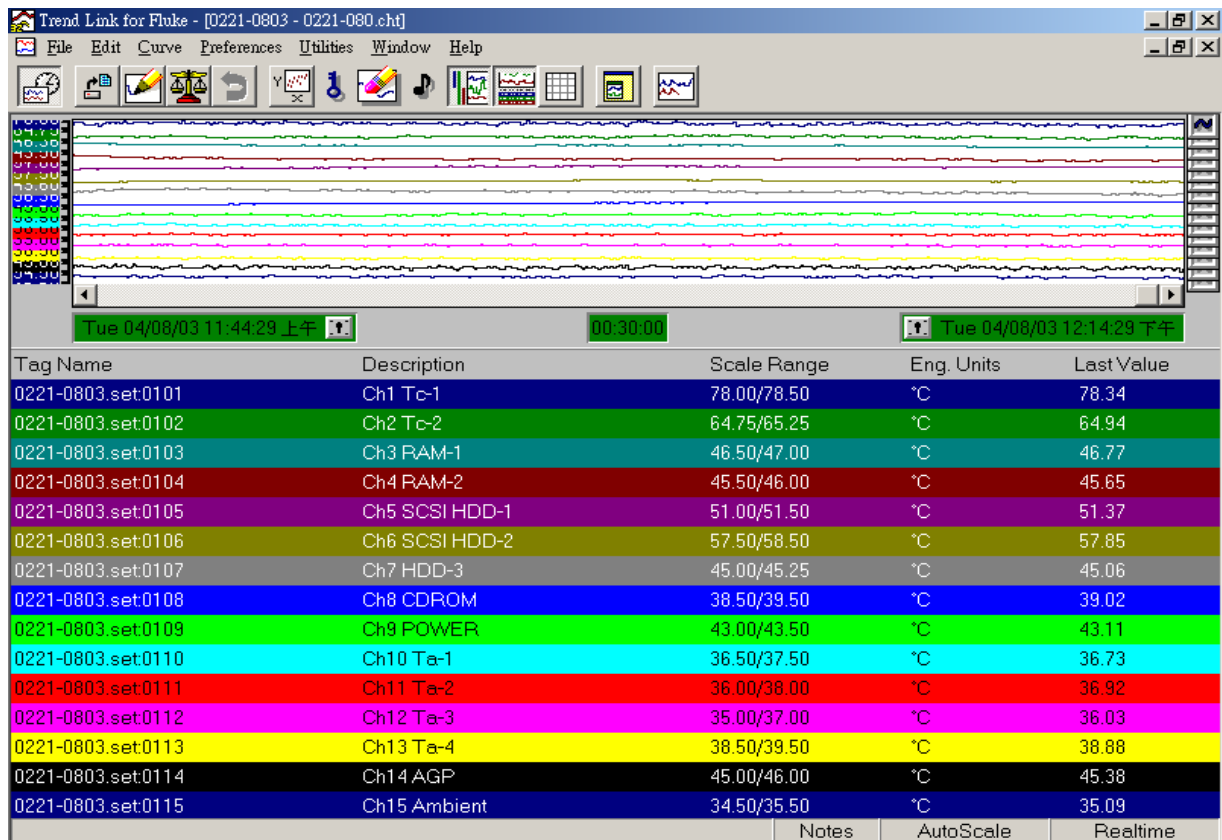 Trend Link for Fluke - [0221-0803 - 0221-080.cht]
File Edit Curve Preferences Utilities Window Help
Tue 04/08/03 11:44:29 上午 00:30:00 Tue 04/08/03 12:14:29 下午
Tag Name Description Scale Range Eng. Units Last Value
0221-0803.set:0101 Ch1 Tc-1 78.00/78.50 °C 78.34
0221-0803.set:0102 Ch2 Tc-2 64.75/65.25 °C 64.94
0221-0803.set:0103 Ch3 RAM-1 46.50/47.00 °C 46.77
0221-0803.set:0104 Ch4 RAM-2 45.50/46.00 °C 45.65
0221-0803.set:0105 Ch5 SCSI HDD-1 51.00/51.50 °C 51.37
0221-0803.set:0106 Ch6 SCSI HDD-2 57.50/58.50 °C 57.85
0221-0803.set:0107 Ch7 HDD-3 45.00/45.25 °C 45.06
0221-0803.set:0108 Ch8 CDROM 38.50/39.50 °C 39.02
0221-0803.set:0109 Ch9 POWER 43.00/43.50 °C 43.11
0221-0803.set:0110 Ch10 Ta-1 36.50/37.50 °C 36.73
0221-0803.set:0111 Ch11 Ta-2 36.00/38.00 °C 36.92
0221-0803.set:0112 Ch12 Ta-3 35.00/37.00 °C 36.03
0221-0803.set:0113 Ch13 Ta-4 38.50/39.50 °C 38.88
0221-0803.set:0114 Ch14 AGP 45.00/46.00 °C 45.38
0221-0803.set:0115 Ch15 Ambient 34.50/35.50 °C 35.09
Notes AutoScale Realtime